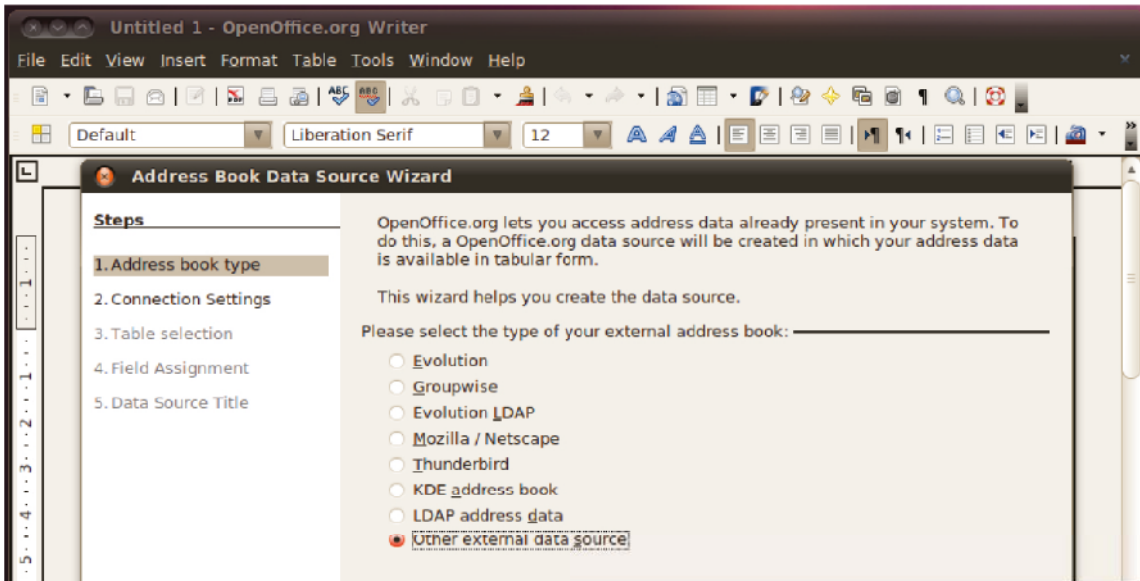 Untitled 1 - OpenOffice.org Writer
File Edit View Insert Format Table Tools Window Help
Default Liberation Serif 12
Address Book Data Source Wizard
Steps
1. Address book type
2. Connection Settings
3. Table selection
4. Field Assignment
5. Data Source Title
OpenOffice.org lets you access address data already present in your system. To
do this, a OpenOffice.org data source will be created in which your address data
is available in tabular form.
This wizard helps you create the data source.
Please select the type of your external address book:
Evolution
Groupwise
Evolution LDAP
Mozilla / Netscape
Thunderbird
KDE address book
LDAP address data
Other external data source